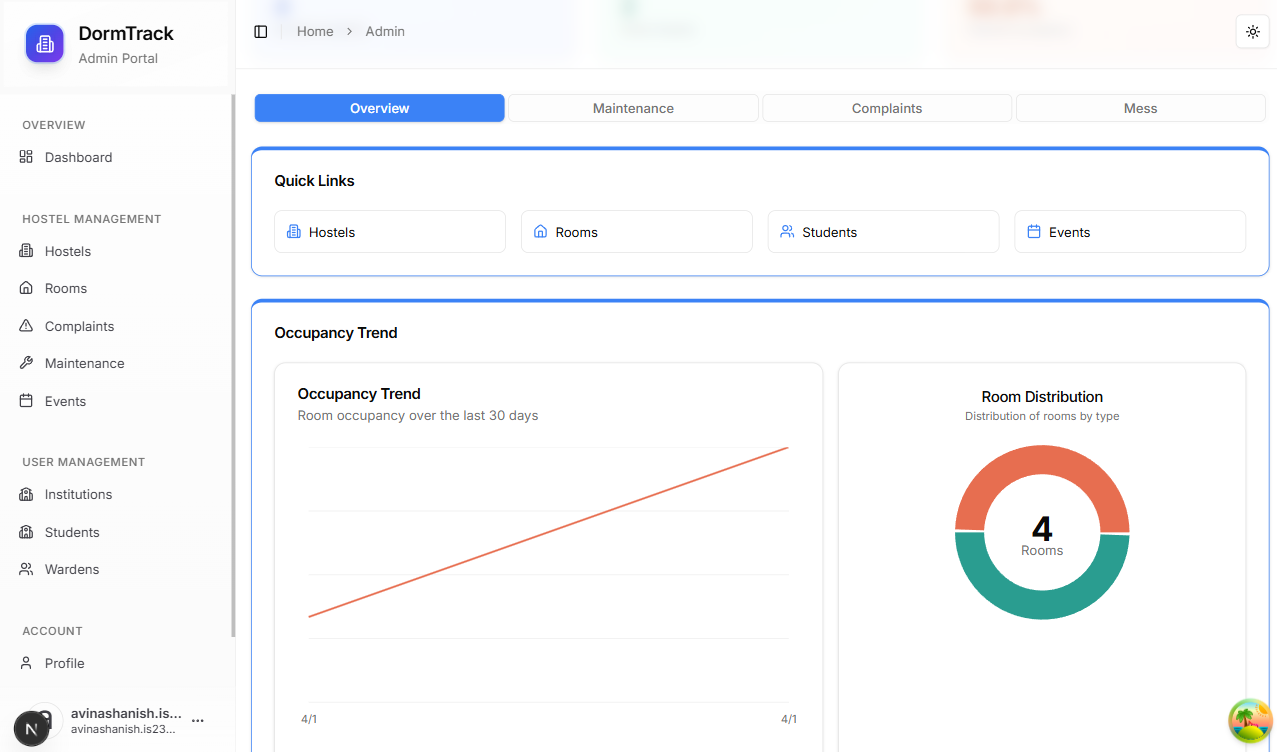 DormTrack
Admin Portal
OVERVIEW
Dashboard
HOSTEL MANAGEMENT
Hostels
Rooms
Complaints
Maintenance
Events
USER MANAGEMENT
Institutions
Students
Wardens
ACCOUNT
Profile
avinashanish.is...
avinashanish.is23...
N
Home > Admin
Overview
Maintenance
Complaints
Mess
Quick Links
Hostels
Rooms
Students
Events
Occupancy Trend
Occupancy Trend
Room occupancy over the last 30 days
4/1
4/1
Room Distribution
Distribution of rooms by type
4
Rooms